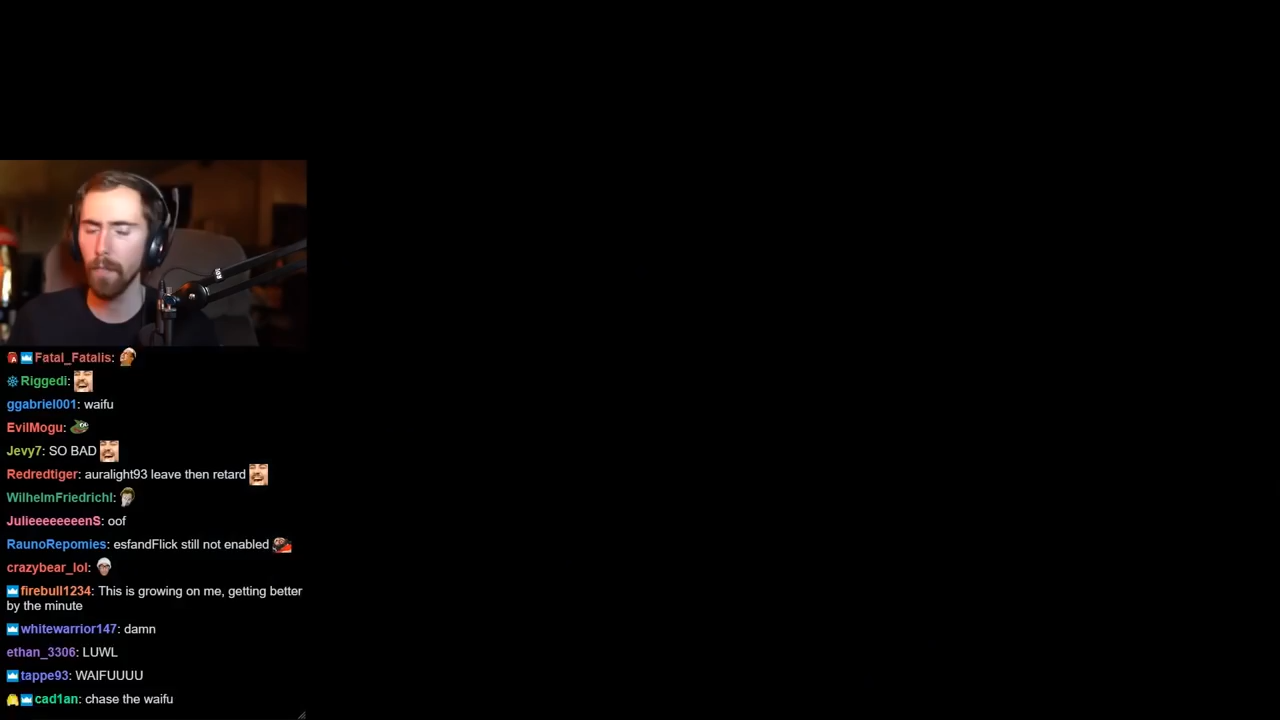 Fatal_Fatalis:
Riggedi:
ggabriel001: waifu
EvilMogu:
Jevy7: SO BAD
Redredtiger: auralight93 leave then retard
WilhelmFriedrichI:
JulieeeeeeeenS: oof
RaunoRepomies: esfandFlick still not enabled
crazybear_lol:
firebull1234: This is growing on me, getting better
by the minute
whitewarrior147: damn
ethan_3306: LUWL
tappe93: WAIFUUUU
cad1an: chase the waifu